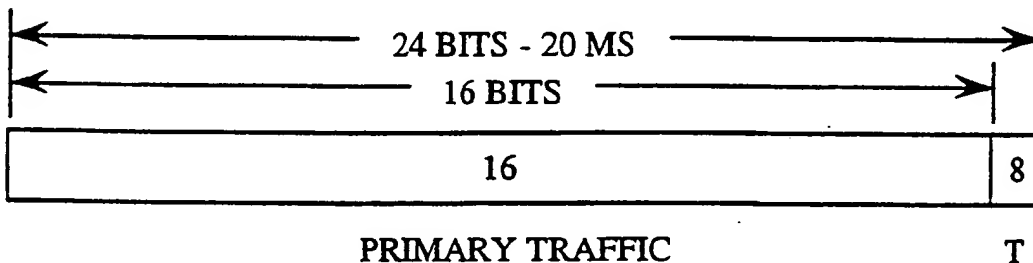 24 BITS - 20 MS
16 BITS
16 8
PRIMARY TRAFFIC T